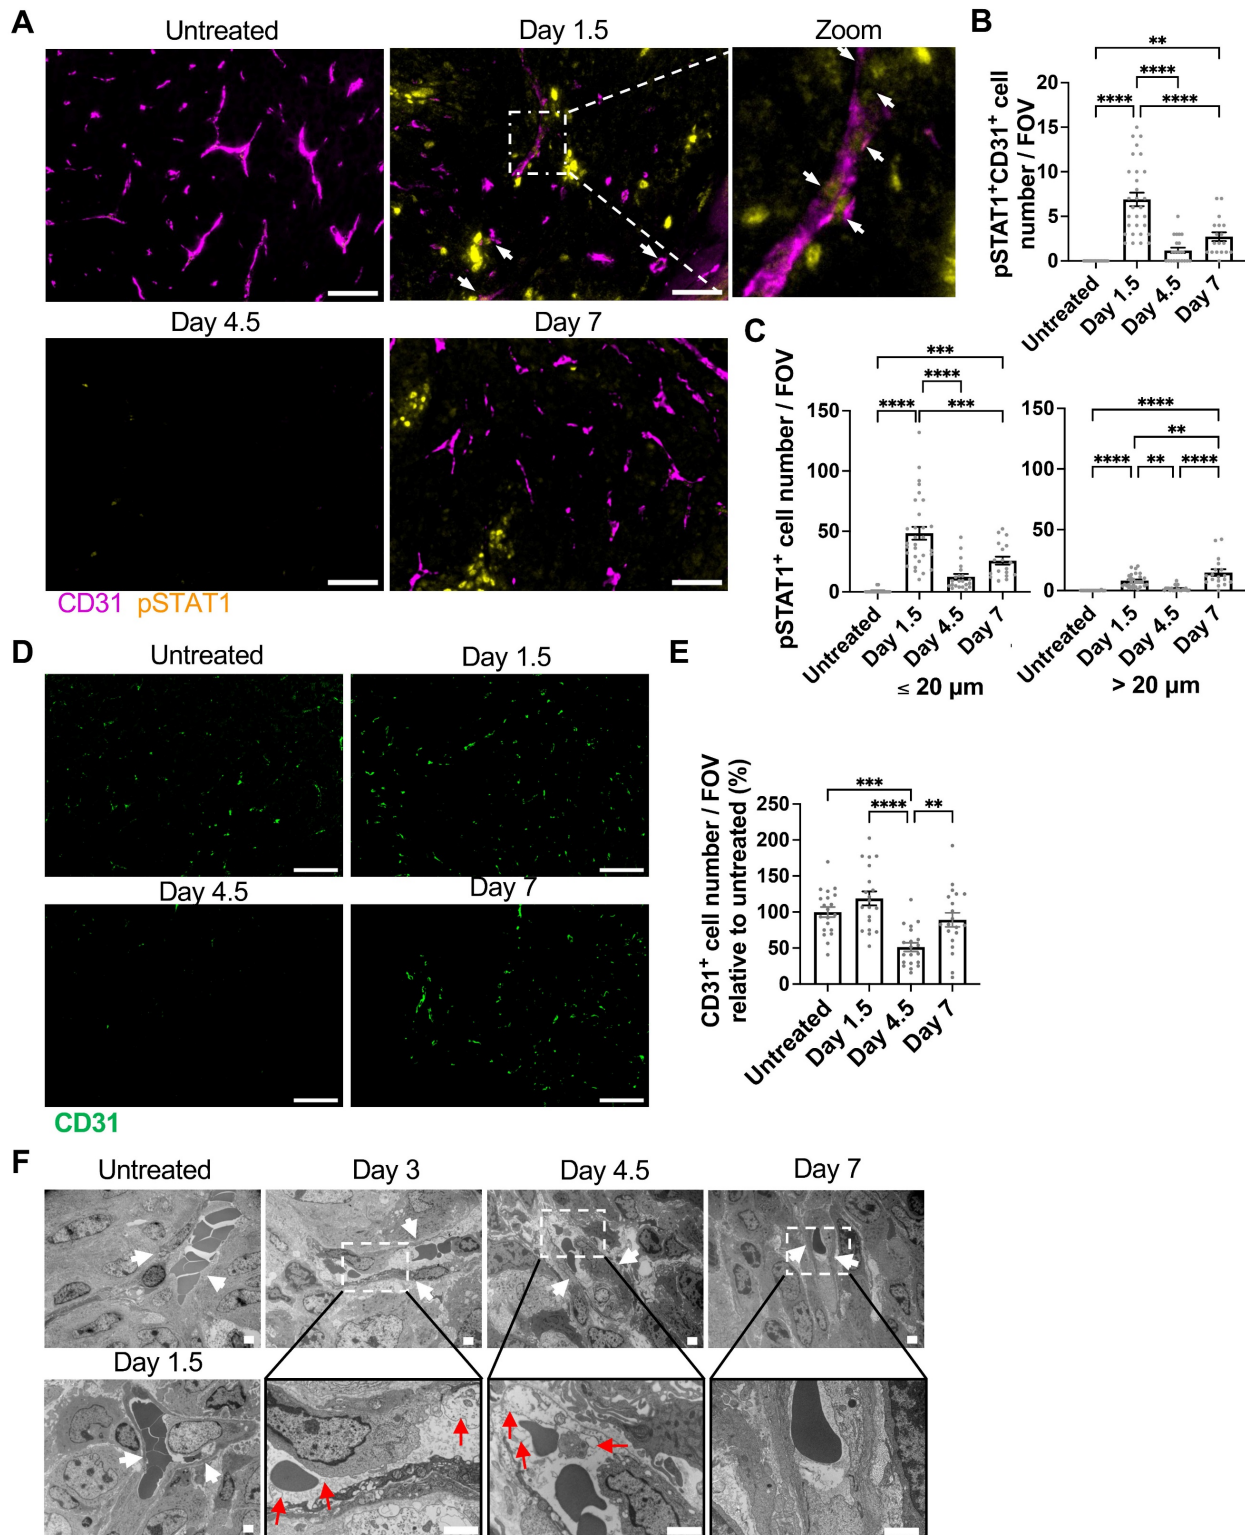 A
Untreated
Day 1.5
Zoom
Day 4.5
Day 7
CD31 pSTAT1
B
pSTAT1+CD31+ cell
number / FOV
20
15
10
5
0
**
****
****
****
Untreated
Day 1.5
Day 4.5
Day 7
C
pSTAT1+ cell number / FOV
150
100
50
0
***
****
****
***
Untreated
Day 1.5
Day 4.5
Day 7
≤ 20 µm
150
100
50
0
****
**
****
**
****
Untreated
Day 1.5
Day 4.5
Day 7
> 20 µm
D
Untreated
Day 1.5
Day 4.5
Day 7
CD31
E
CD31+ cell number / FOV
relative to untreated (%)
250
200
150
100
50
0
***
****
**
Untreated
Day 1.5
Day 4.5
Day 7
F
Untreated
Day 3
Day 4.5
Day 7
Day 1.5